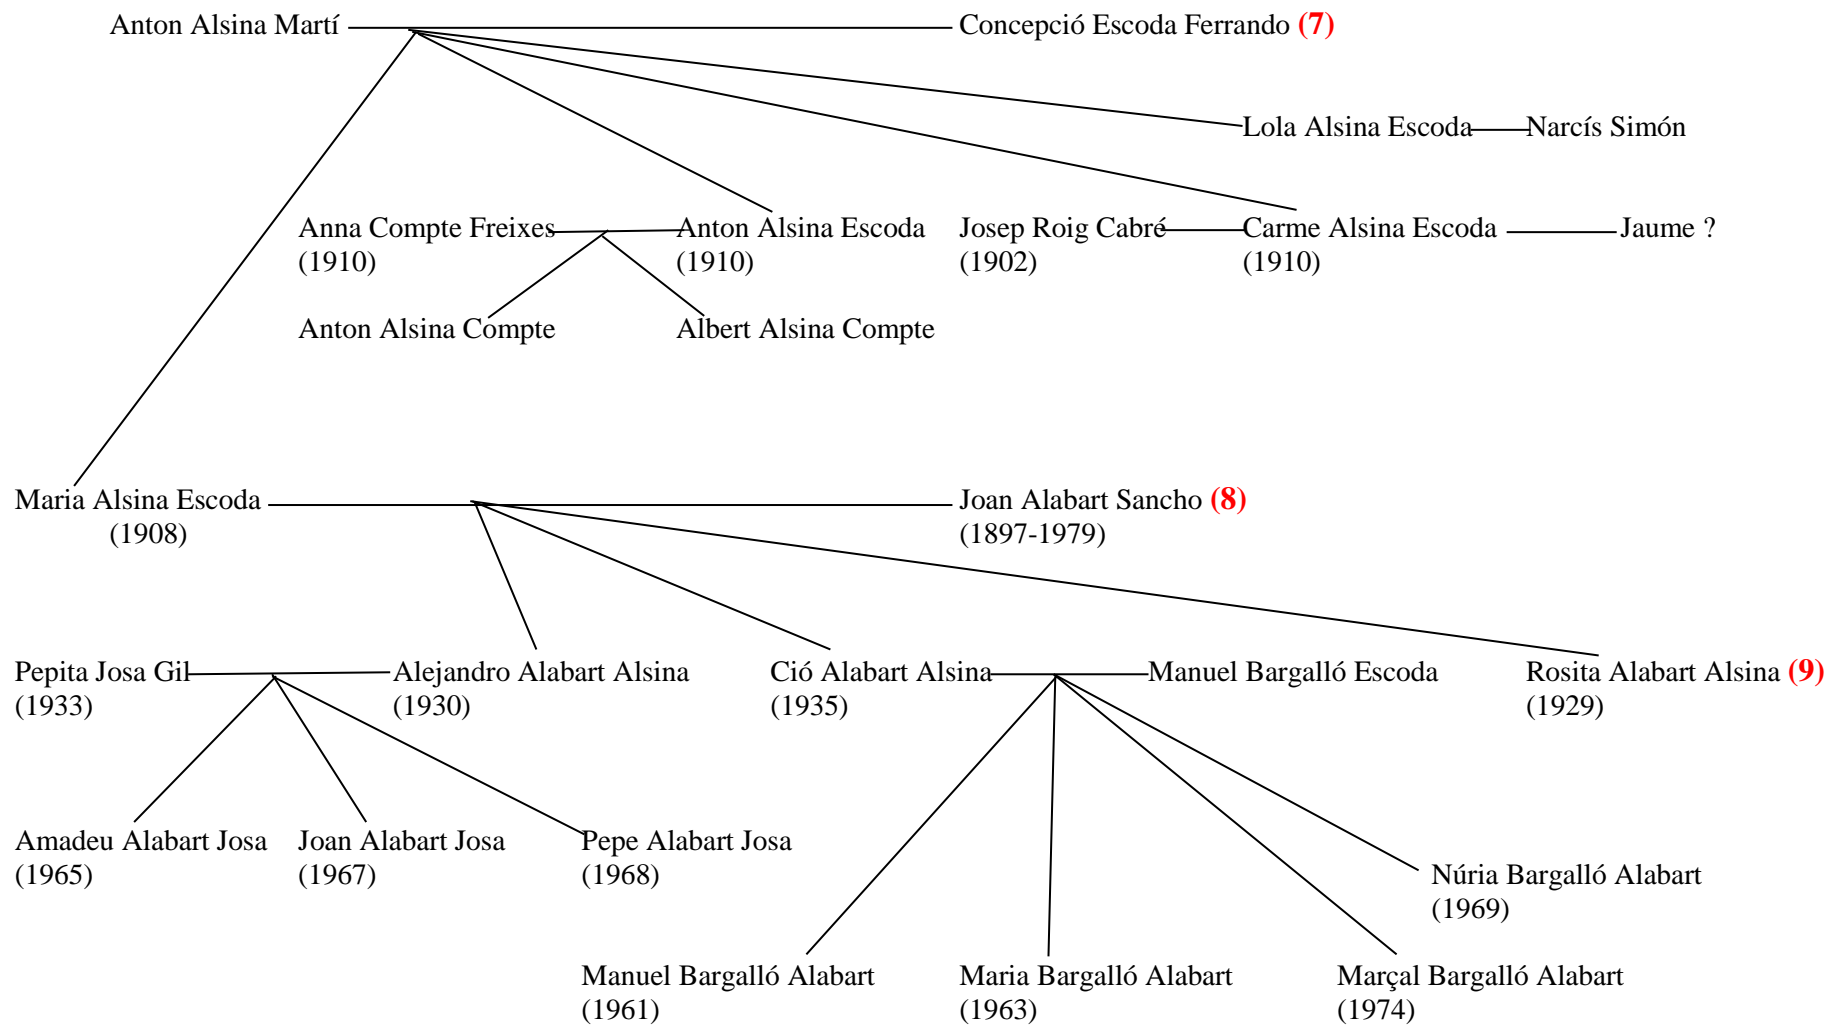 Anton Alsina Martí Concepció Escoda Ferrando (7)
Lola Alsina Escoda Narcís Simón
Anna Compte Freixes Anton Alsina Escoda Josep Roig Cabré Carme Alsina Escoda Jaume ?
(1910) (1910) (1902) (1910)
Anton Alsina Compte Albert Alsina Compte
Maria Alsina Escoda Joan Alabart Sancho (8)
(1908) (1897-1979)
Pepita Josa Gil Alejandro Alabart Alsina Ció Alabart Alsina Manuel Bargalló Escoda Rosita Alabart Alsina (9)
(1933) (1930) (1935) (1929)
Amadeu Alabart Josa Joan Alabart Josa Pepe Alabart Josa
(1965) (1967) (1968)
Núria Bargalló Alabart
(1969)
Manuel Bargalló Alabart Maria Bargalló Alabart Marçal Bargalló Alabart
(1961) (1963) (1974)